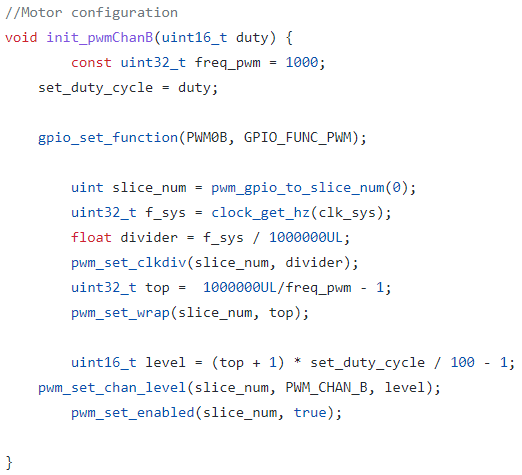 //Motor configuration
void init_pwmChanB(uint16_t duty) {
        const uint32_t freq_pwm = 1000;
    set_duty_cycle = duty;

    gpio_set_function(PWM0B, GPIO_FUNC_PWM);

        uint slice_num = pwm_gpio_to_slice_num(0);
        uint32_t f_sys = clock_get_hz(clk_sys);
        float divider = f_sys / 1000000UL;
        pwm_set_clkdiv(slice_num, divider);
        uint32_t top =  1000000UL/freq_pwm - 1;
        pwm_set_wrap(slice_num, top);

        uint16_t level = (top + 1) * set_duty_cycle / 100 - 1;
    pwm_set_chan_level(slice_num, PWM_CHAN_B, level);
        pwm_set_enabled(slice_num, true);

}